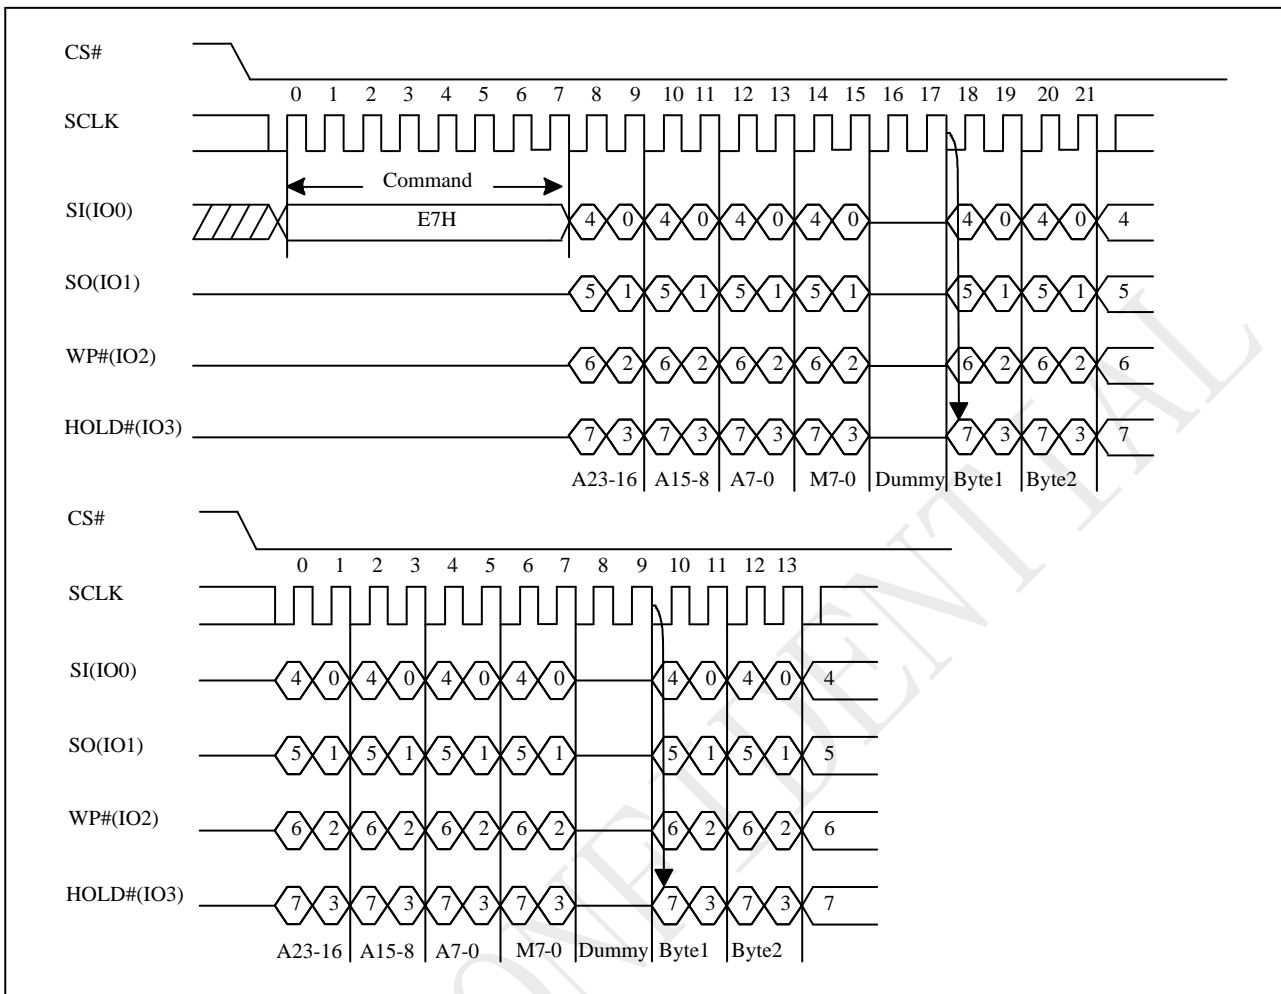 CS#
0 1 2 3 4 5 6 7 8 9 10 11 12 13 14 15 16 17 18 19 20 21
SCLK
Command
SI(IO0) E7H 4 0 4 0 4 0 4 0 4 0 4 0 4
SO(IO1) 5 1 5 1 5 1 5 1 5 1 5 1 5
WP#(IO2) 6 2 6 2 6 2 6 2 6 2 6 2 6
HOLD#(IO3) 7 3 7 3 7 3 7 3 7 3 7 3 7
A23-16 A15-8 A7-0 M7-0 Dummy Byte1 Byte2
CS#
0 1 2 3 4 5 6 7 8 9 10 11 12 13
SCLK
SI(IO0) 4 0 4 0 4 0 4 0 4 0 4 0 4
SO(IO1) 5 1 5 1 5 1 5 1 5 1 5 1 5
WP#(IO2) 6 2 6 2 6 2 6 2 6 2 6 2 6
HOLD#(IO3) 7 3 7 3 7 3 7 3 7 3 7 3 7
A23-16 A15-8 A7-0 M7-0 Dummy Byte1 Byte2
ONFIDENTIAL